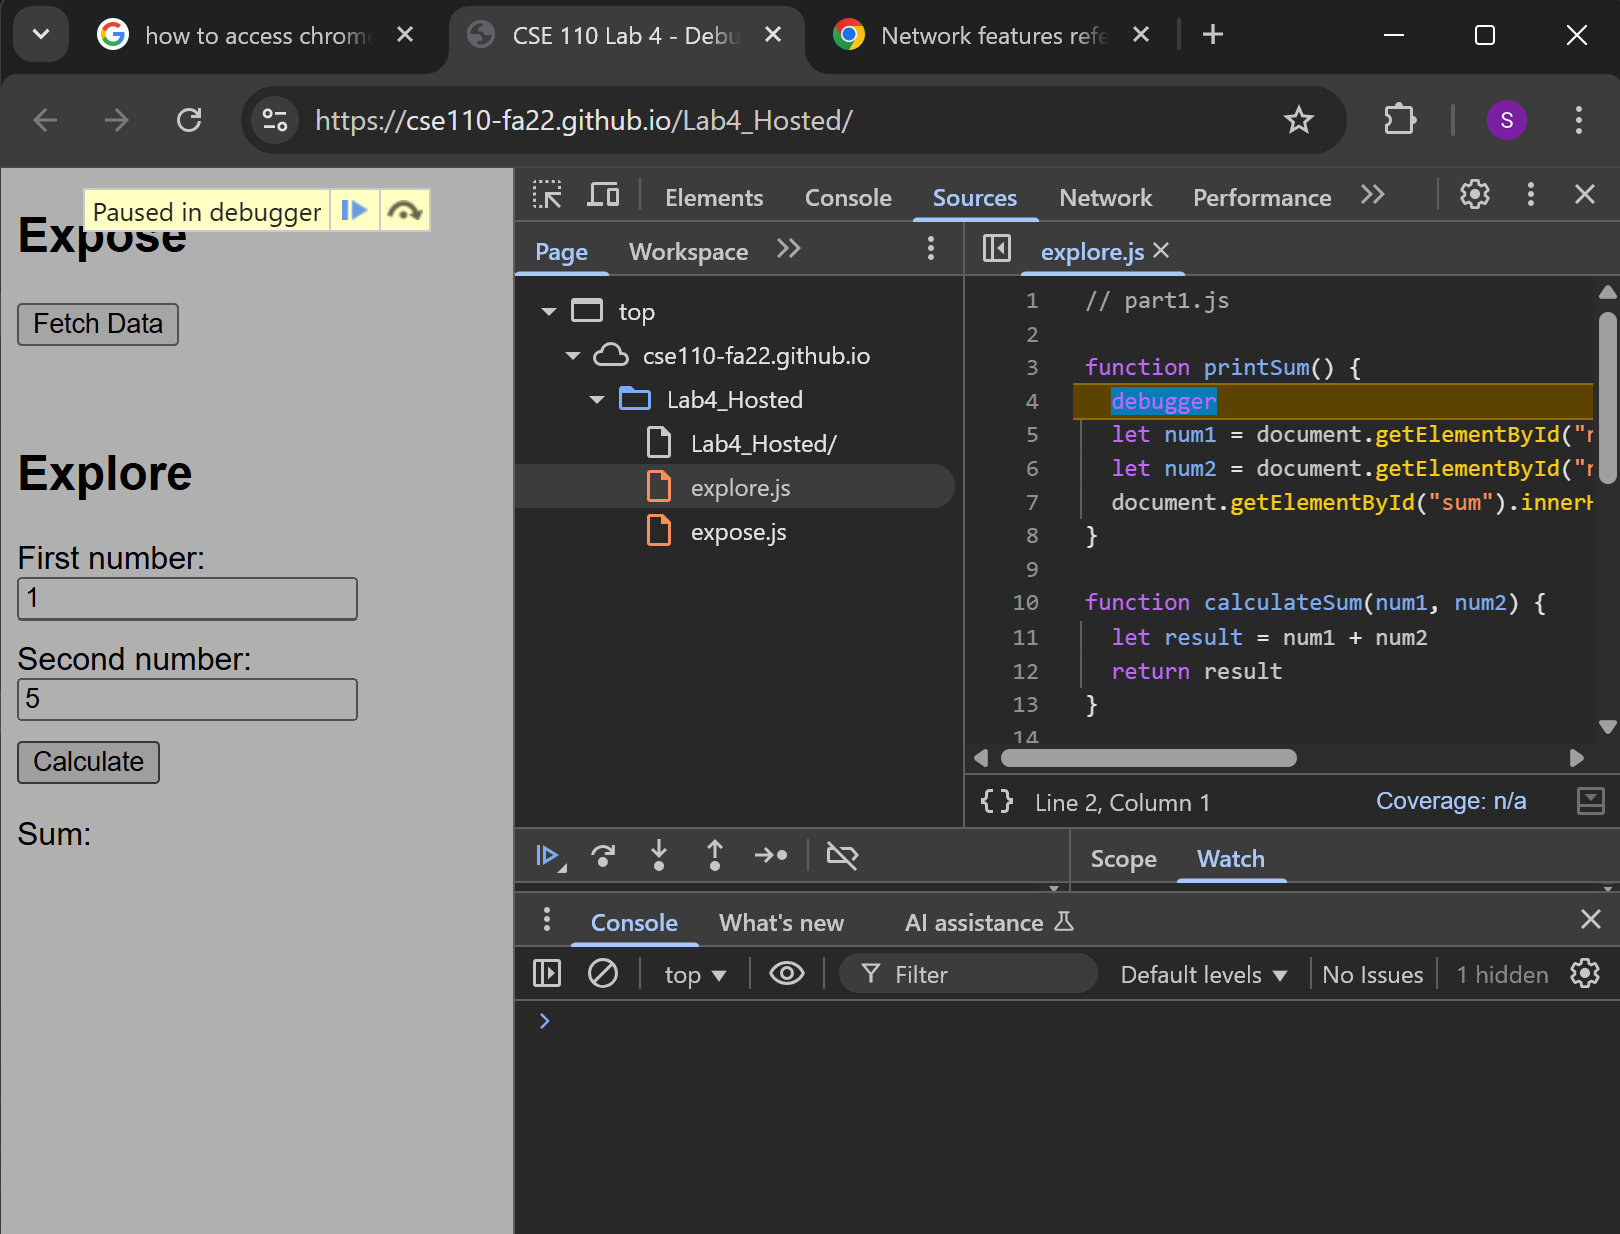 how to access chrom
CSE 110 Lab 4 - Debu
Network features refe
https://cse110-fa22.github.io/Lab4_Hosted/
S
Paused in debugger
Expose
Fetch Data
Explore
First number:
1
Second number:
5
Calculate
Sum:
Elements Console Sources Network Performance
Page Workspace
top
cse110-fa22.github.io
Lab4_Hosted
Lab4_Hosted/
explore.js
expose.js
explore.js
1 // part1.js
2
3 function printSum() {
4 debugger
5 let num1 = document.getElementById("n
6 let num2 = document.getElementById("n
7 document.getElementById("sum").innerH
8 }
9
10 function calculateSum(num1, num2) {
11 let result = num1 + num2
12 return result
13 }
14
{} Line 2, Column 1 Coverage: n/a
Scope Watch
Console What's new AI assistance
top Filter Default levels No Issues 1 hidden